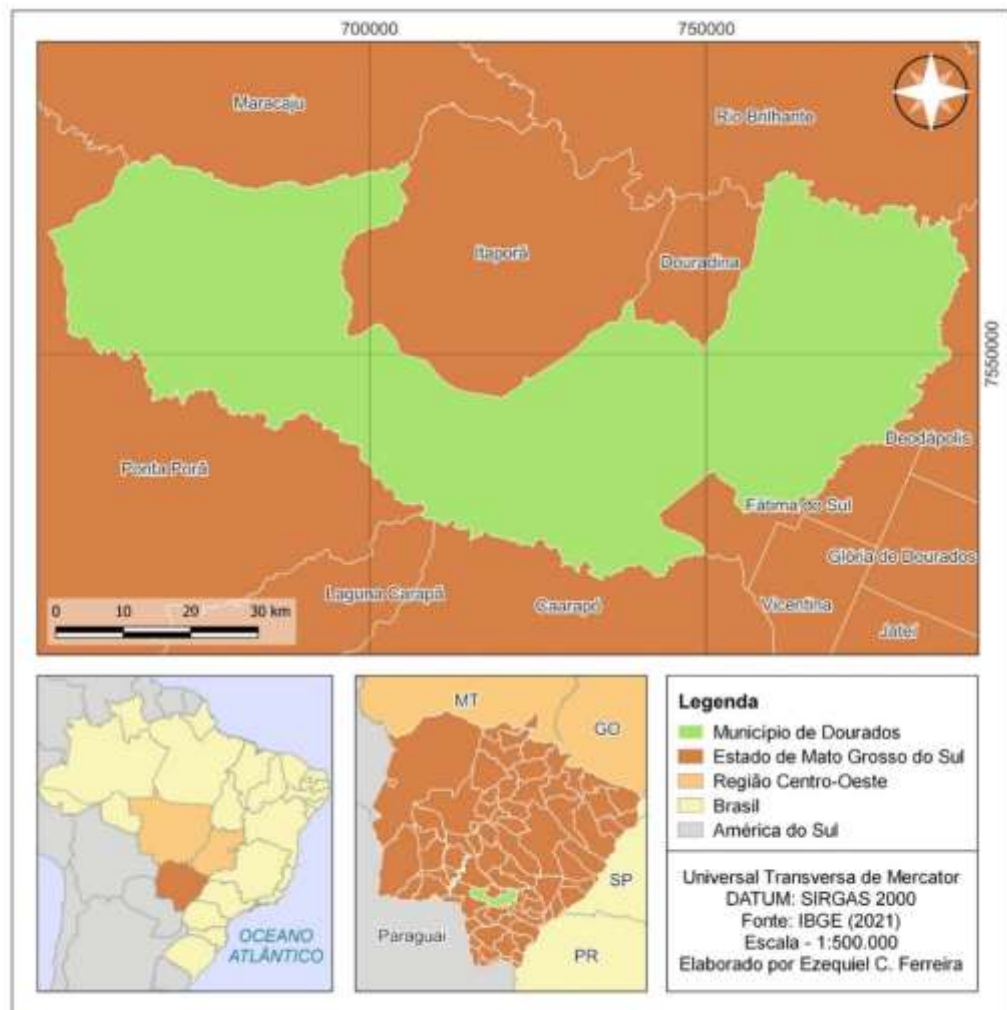 700000 750000
Maracaju
Rio Brilhante
Itaporã
Douradina
7550000
Deodápolis
Ponta Porã
Fátima do Sul
Glória de Dourados
Laguna Carapã
Caarapó
Vicentina
Jateí
0 10 20 30 km
MT
GO
SP
PR
Paraguai
OCEANO
ATLÂNTICO
Legenda
Município de Dourados
Estado de Mato Grosso do Sul
Região Centro-Oeste
Brasil
América do Sul
Universal Transversa de Mercator
DATUM: SIRGAS 2000
Fonte: IBGE (2021)
Escala - 1:500.000
Elaborado por Ezequiel C. Ferreira